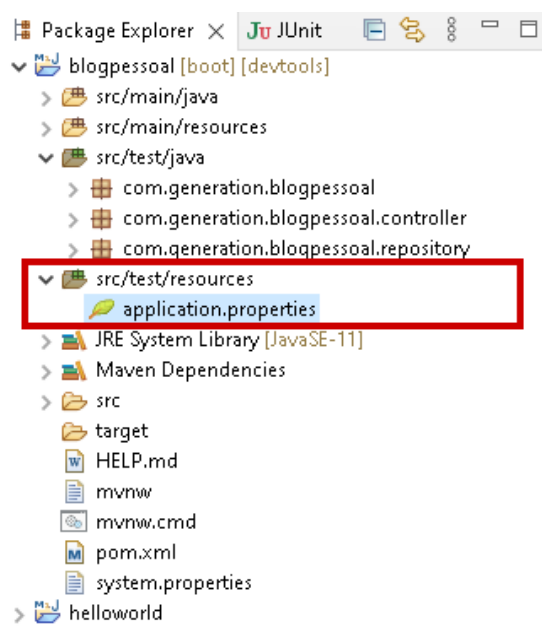 Package Explorer JUnit
blogpessoal [boot] [devtools]
src/main/java
src/main/resources
src/test/java
com.generation.blogpessoal
com.generation.blogpessoal.controller
com.generation.blogpessoal.repository
src/test/resources
application.properties
JRE System Library [JavaSE-11]
Maven Dependencies
src
target
HELP.md
mvnw
mvnw.cmd
pom.xml
system.properties
helloworld